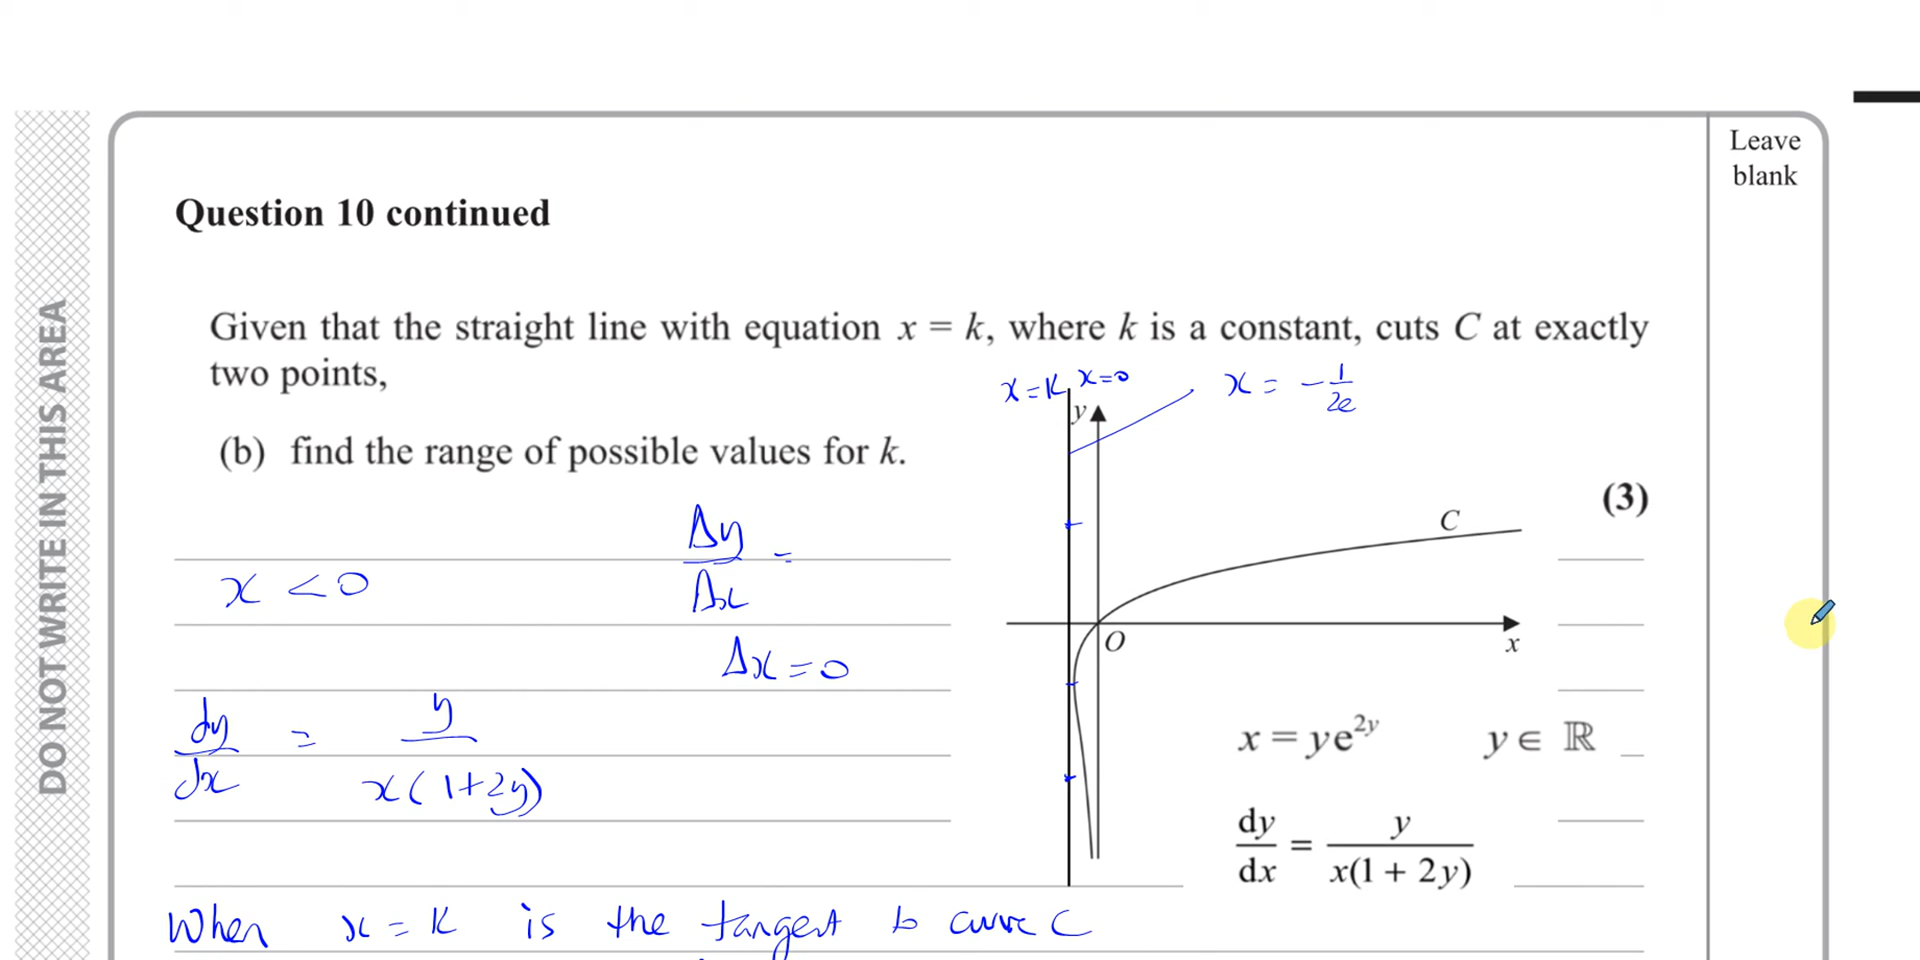 Leave
blank
DO NOT WRITE IN THIS AREA
Question 10 continued
Given that the straight line with equation x = k, where k is a constant, cuts C at exactly
two points,
x = k x=0
x = -1/2e
(b) find the range of possible values for k.
(3)
y
C
O
x
Δy/Δx =
x < 0
Δx = 0
dy/dx = y/x(1+2y)
x = ye^{2y} y ∈ ℝ
dy/dx = y/x(1 + 2y)
When x = k is the tangent to curve C